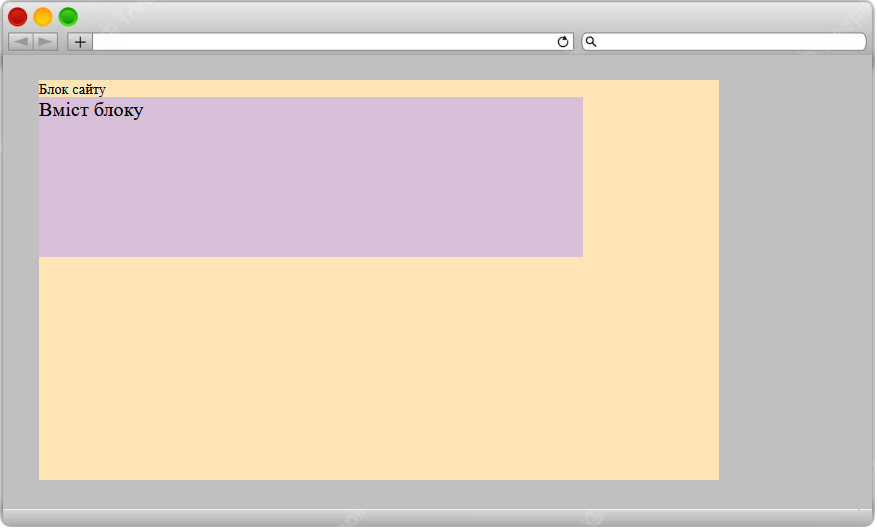 Блок сайту
Вміст блоку